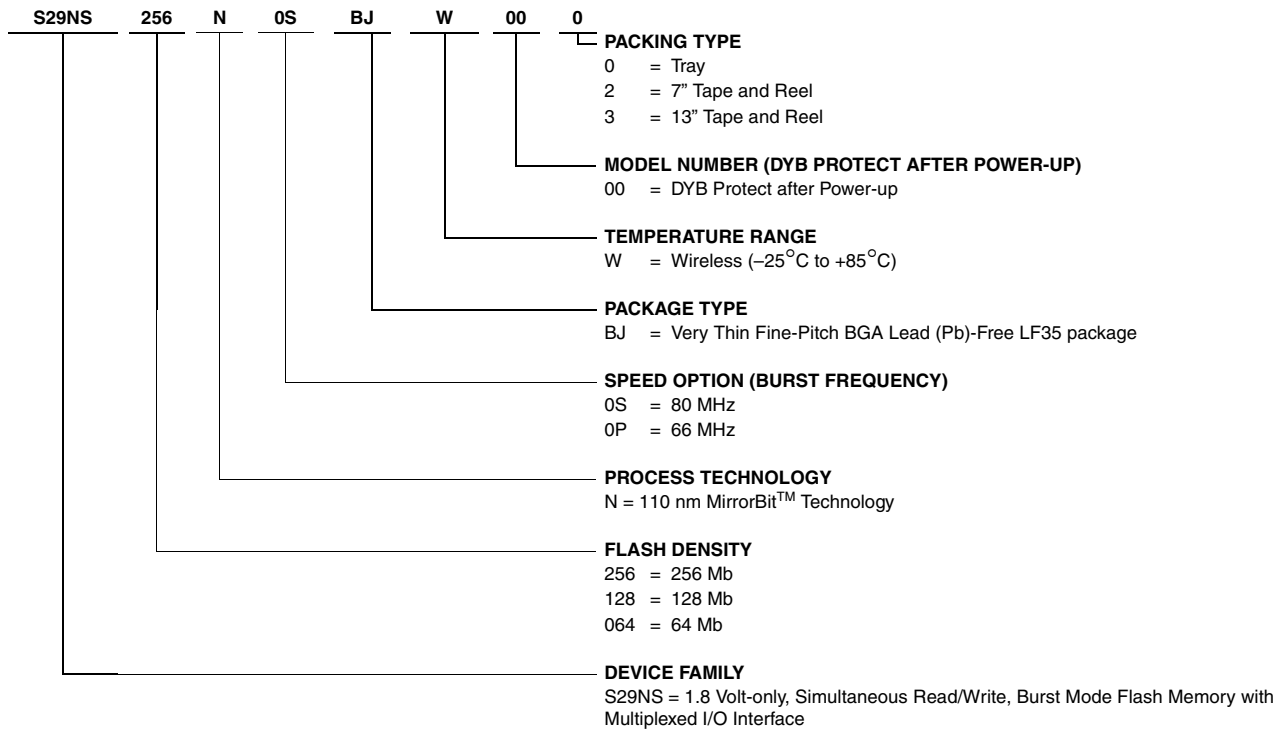 S29NS 256 N 0S BJ W 00 0
PACKING TYPE
0 = Tray
2 = 7” Tape and Reel
3 = 13” Tape and Reel
MODEL NUMBER (DYB PROTECT AFTER POWER-UP)
00 = DYB Protect after Power-up
TEMPERATURE RANGE
W = Wireless (–25°C to +85°C)
PACKAGE TYPE
BJ = Very Thin Fine-Pitch BGA Lead (Pb)-Free LF35 package
SPEED OPTION (BURST FREQUENCY)
0S = 80 MHz
0P = 66 MHz
PROCESS TECHNOLOGY
N = 110 nm MirrorBit™ Technology
FLASH DENSITY
256 = 256 Mb
128 = 128 Mb
064 = 64 Mb
DEVICE FAMILY
S29NS = 1.8 Volt-only, Simultaneous Read/Write, Burst Mode Flash Memory with
Multiplexed I/O Interface